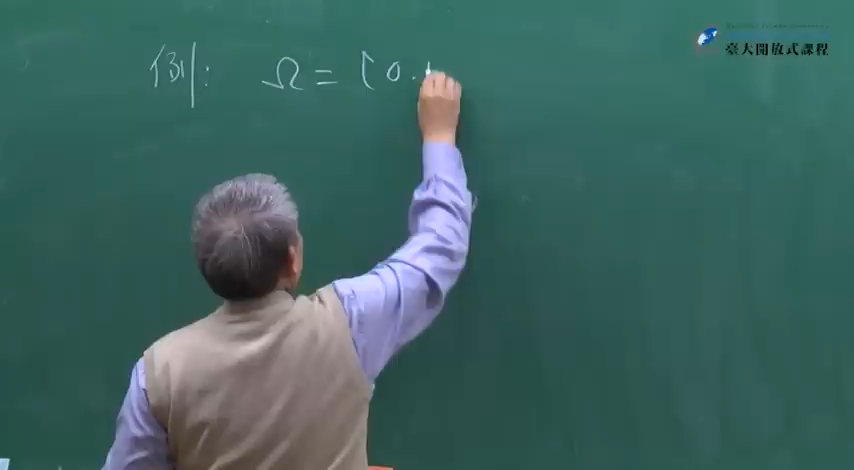 臺大開放式課程
例: Ω = [0.